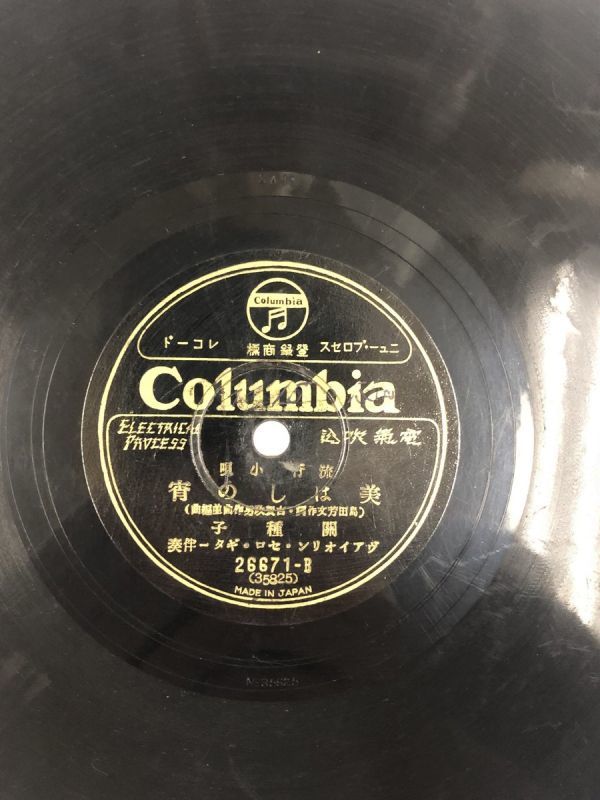 Columbia
ニュー・プロセス 登録商標 レコード
Columbia
ELECTRICAL PROCESS
電氣吹込
流行小唄
美はしの宵
(島田芳文作詞・古賀政男作曲並編曲)
關種子
ヴアイオリン・セロ・ギター伴奏
26671-B
(35825)
MADE IN JAPAN